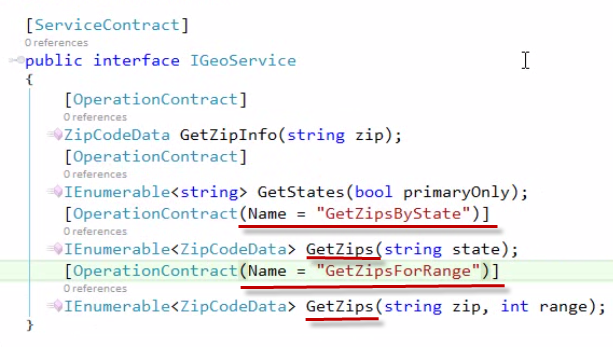 [ServiceContract]
0 references
public interface IGeoService
{
[OperationContract]
0 references
ZipCodeData GetZipInfo(string zip);
[OperationContract]
0 references
IEnumerable<string> GetStates(bool primaryOnly);
[OperationContract(Name = "GetZipsByState")]
0 references
IEnumerable<ZipCodeData> GetZips(string state);
[OperationContract(Name = "GetZipsForRange")]
0 references
IEnumerable<ZipCodeData> GetZips(string zip, int range);
}